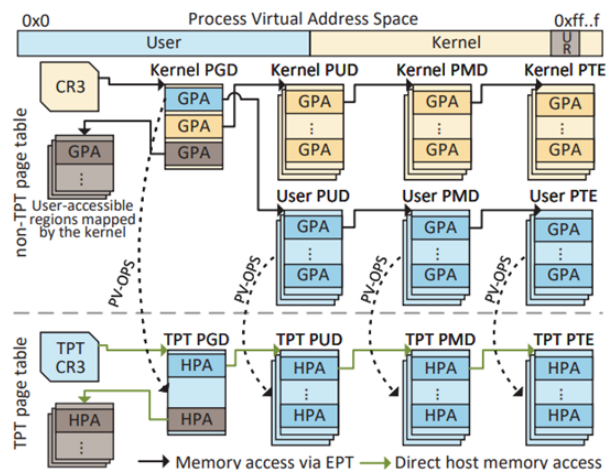 Process Virtual Address Space
0x0
0xff..f
User
Kernel
U
R
non-TPT page table
CR3
Kernel PGD
Kernel PUD
Kernel PMD
Kernel PTE
GPA
GPA
GPA
GPA
⋮
GPA
GPA
⋮
GPA
GPA
⋮
GPA
GPA
⋮
User-accessible
regions mapped
by the kernel
User PUD
User PMD
User PTE
GPA
⋮
GPA
GPA
⋮
GPA
GPA
⋮
GPA
PV-OPS
PV-OPS
PV-OPS
PV-OPS
TPT page table
TPT
CR3
TPT PGD
TPT PUD
TPT PMD
TPT PTE
HPA
HPA
HPA
⋮
HPA
HPA
⋮
HPA
HPA
⋮
HPA
HPA
⋮
Memory access via EPT
Direct host memory access